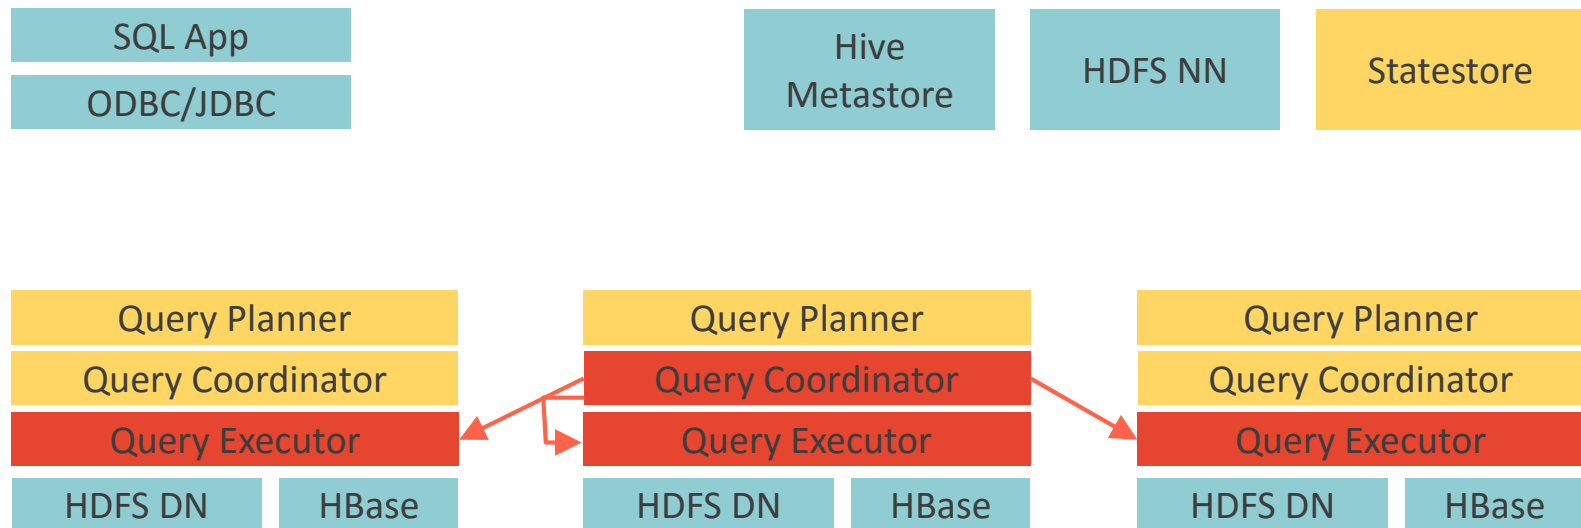 SQL App
ODBC/JDBC
Hive
Metastore
HDFS NN
Statestore
Query Planner
Query Coordinator
Query Executor
HDFS DN
HBase
Query Planner
Query Coordinator
Query Executor
HDFS DN
HBase
Query Planner
Query Coordinator
Query Executor
HDFS DN
HBase